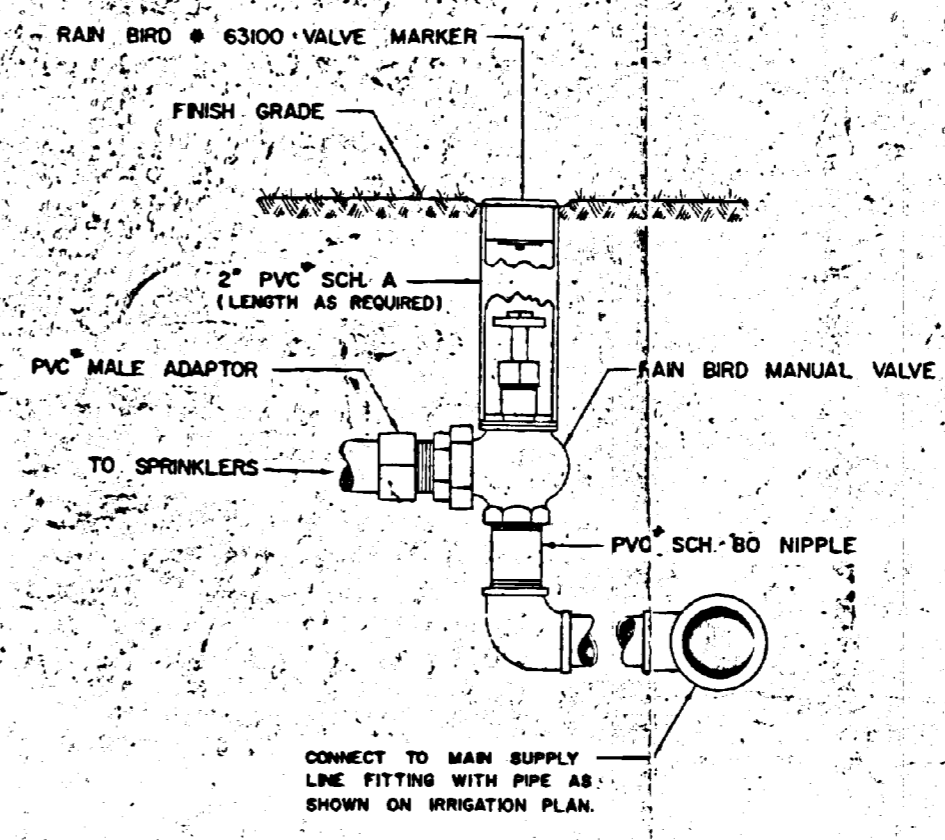 RAIN BIRD # 63100 VALVE MARKER
FINISH GRADE
2" PVC* SCH. A
(LENGTH AS REQUIRED)
PVC* MALE ADAPTOR
RAIN BIRD MANUAL VALVE
TO SPRINKLERS
PVC* SCH. 80 NIPPLE
CONNECT TO MAIN SUPPLY
LINE FITTING WITH PIPE AS
SHOWN ON IRRIGATION PLAN.